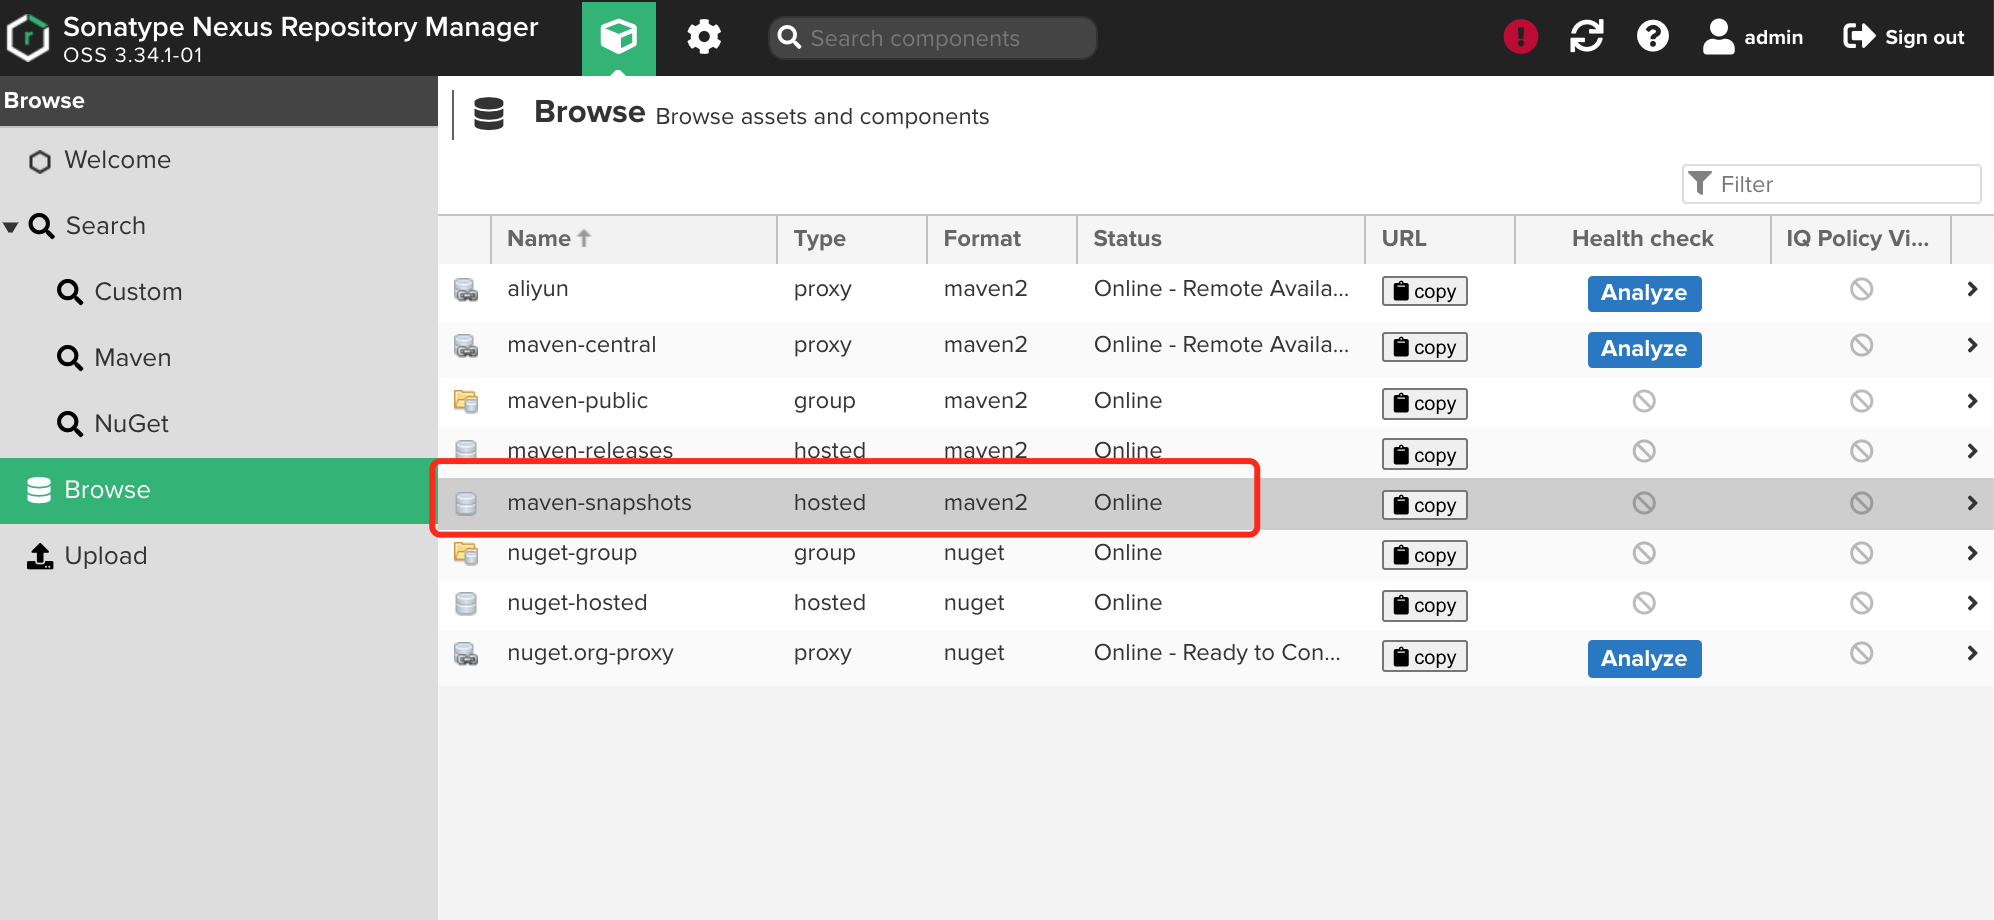 Sonatype Nexus Repository Manager
OSS 3.34.1-01
Search components
admin
Sign out
Browse
Welcome
Search
Custom
Maven
NuGet
Browse
Upload
Browse Browse assets and components
Filter
Name Type Format Status URL Health check IQ Policy Vi...
aliyun proxy maven2 Online - Remote Availa... copy Analyze
maven-central proxy maven2 Online - Remote Availa... copy Analyze
maven-public group maven2 Online copy
maven-releases hosted maven2 Online copy
maven-snapshots hosted maven2 Online copy
nuget-group group nuget Online copy
nuget-hosted hosted nuget Online copy
nuget.org-proxy proxy nuget Online - Ready to Con... copy Analyze